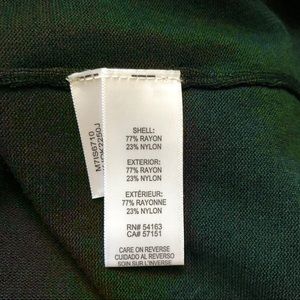 SHELL:
77% RAYON
23% NYLON
EXTERIOR:
77% RAYON
23% NYLON
EXTÉRIEUR:
77% RAYONNE
23% NYLON
RN# 54163
CA# 57151
CARE ON REVERSE
CUIDADO AL REVERSO
SOIN SUR L'INVERSE
M7IS6710